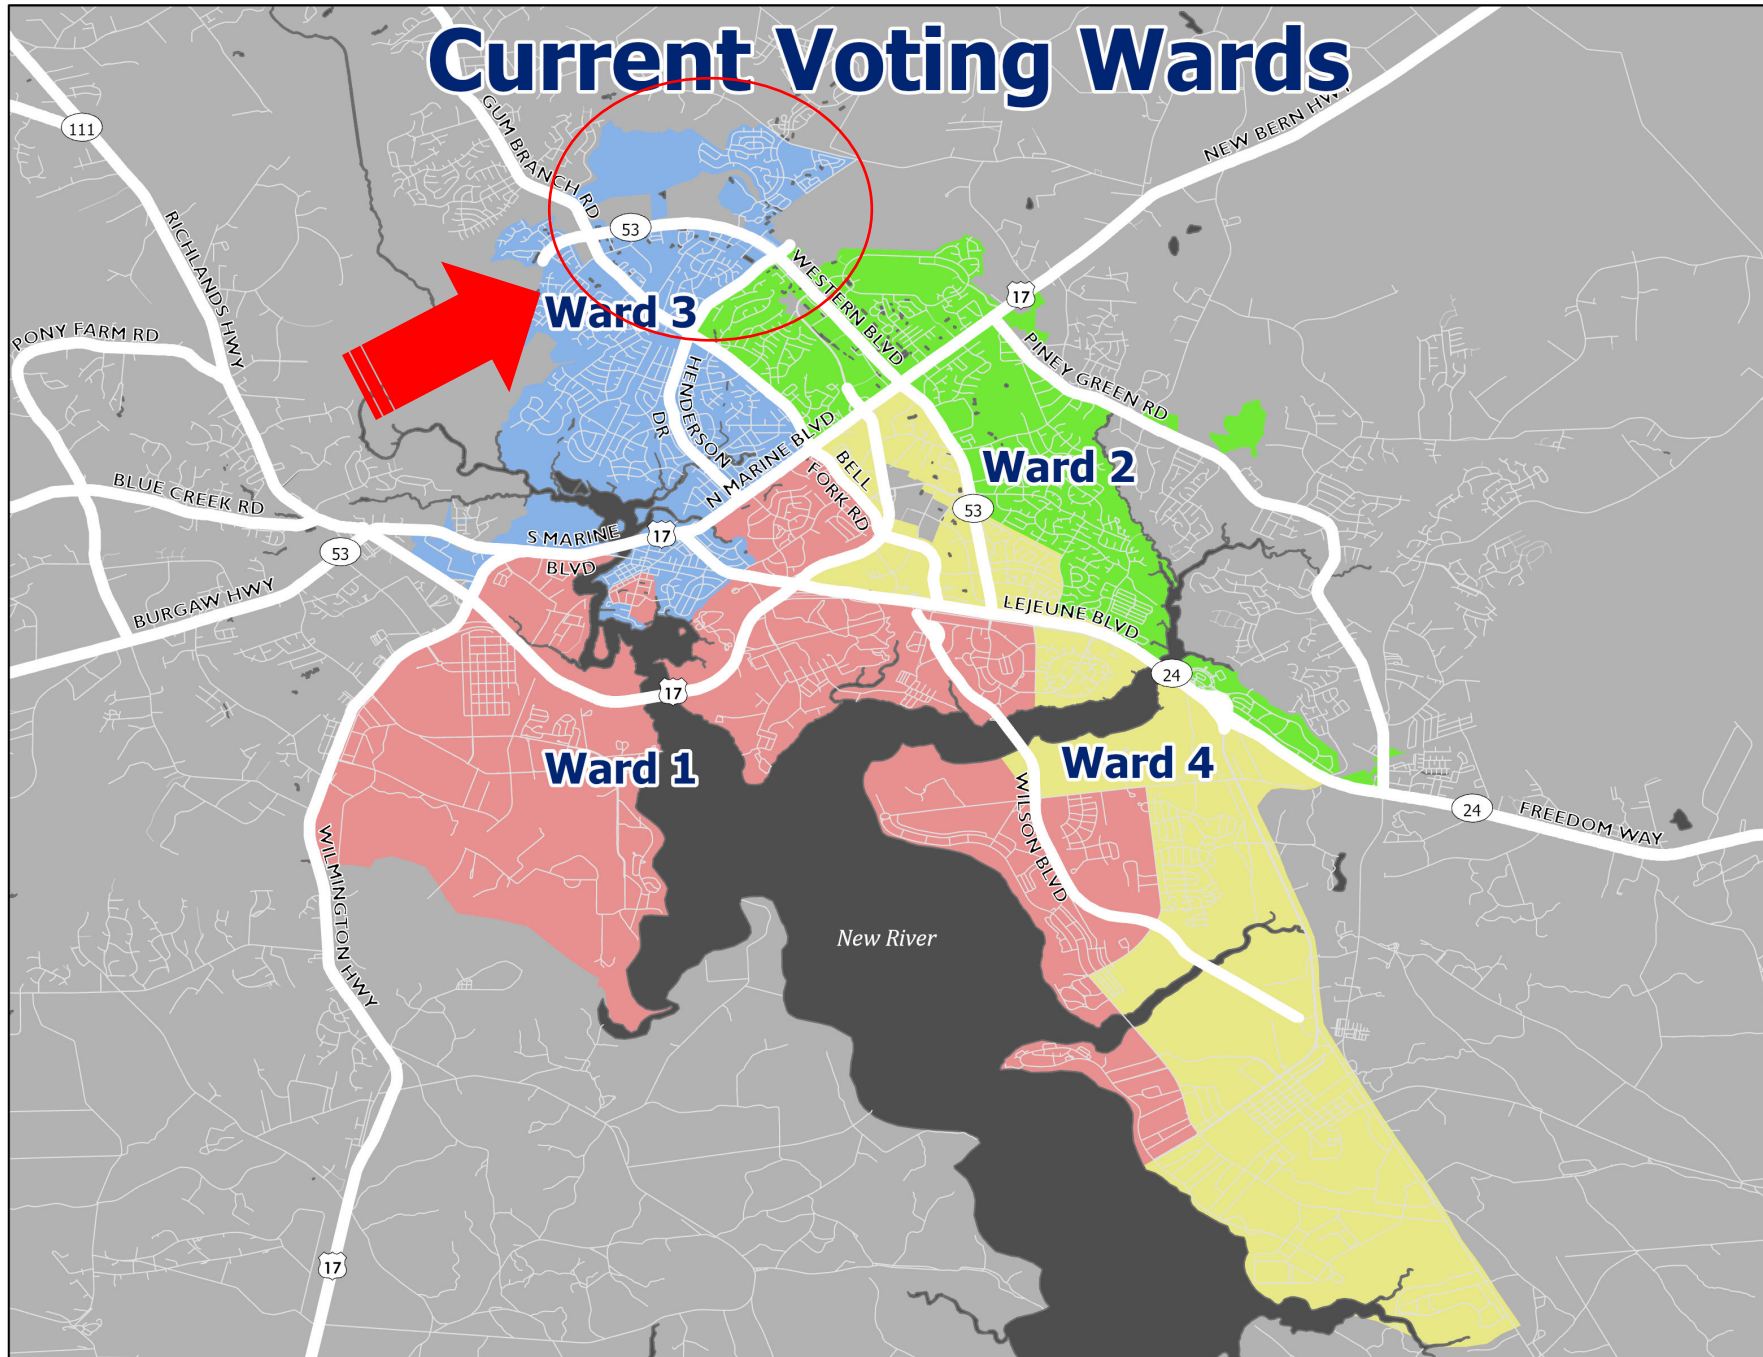 Current Voting Wards
111
GUM BRANCH RD
NEW BERN HWY
RICHLANDS HWY
53
WESTERN BLVD
17
Ward 3
PONY FARM RD
PINEY GREEN RD
HENDERSON
DR
N MARINE BLVD
BELL
FORK RD
Ward 2
BLUE CREEK RD
53
S MARINE
BLVD
17
53
BURGAW HWY
LEJEUNE BLVD
24
17
Ward 1
Ward 4
WILSON BLVD
24
FREEDOM WAY
WILMINGTON HWY
New River
17